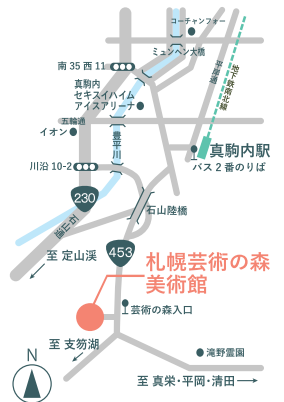 コーチャンフォー
ミュンヘン大橋
南35西11
平岸通
地下鉄南北線
真駒内
セキスイハイム
アイスアリーナ
五輪通
イオン
豊平川
真駒内駅
バス2番のりば
川沿10-2
230
石山通
石山陸橋
453
至 定山渓
札幌芸術の森
美術館
芸術の森入口
至 支笏湖
滝野霊園
N
至 真栄・平岡・清田